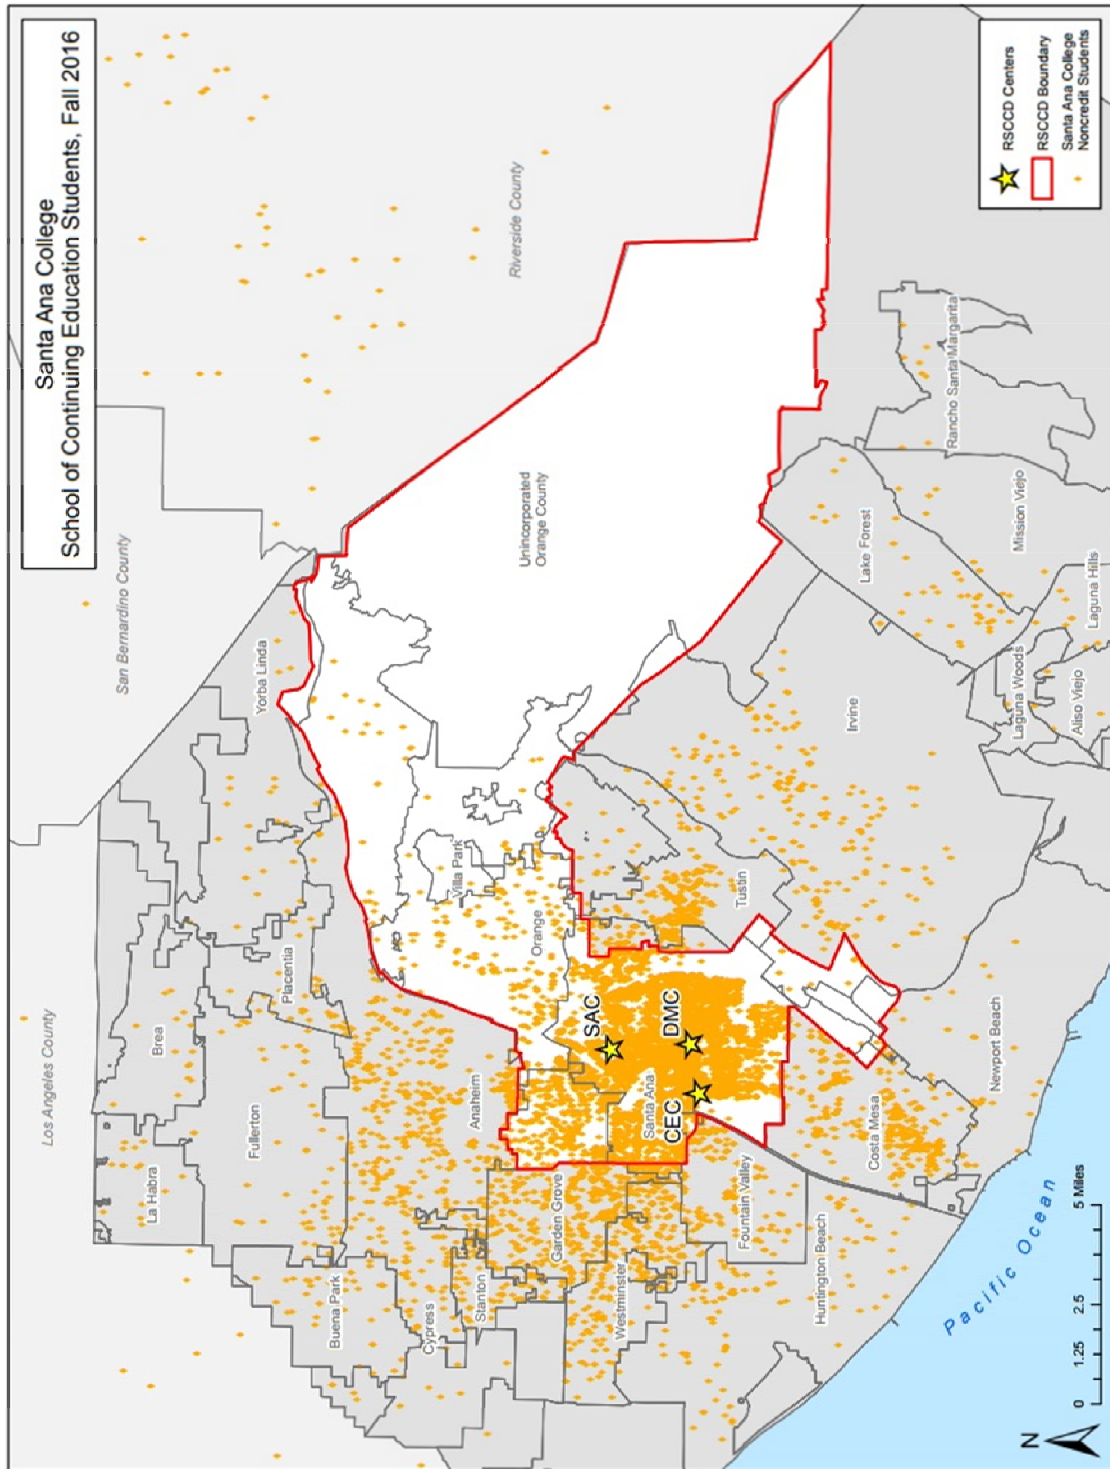 Santa Ana College
School of Continuing Education Students, Fall 2016
Los Angeles County
San Bernardino County
Riverside County
La Habra
Brea
Yorba Linda
Fullerton
Placentia
Buena Park
Anaheim
Cypress
Stanton
Villa Park
Unincorporated
Orange County
Garden Grove
Orange
SAC
Westminster
Santa Ana
CEC
DMC
Tustin
Fountain Valley
Huntington Beach
Costa Mesa
Irvine
Lake Forest
Rancho Santa Margarita
Newport Beach
Laguna Woods
Mission Viejo
Aliso Viejo
Laguna Hills
Pacific Ocean
N
0 1.25 2.5 5 Miles
RSCCD Centers
RSCCD Boundary
Santa Ana College
Noncredit Students